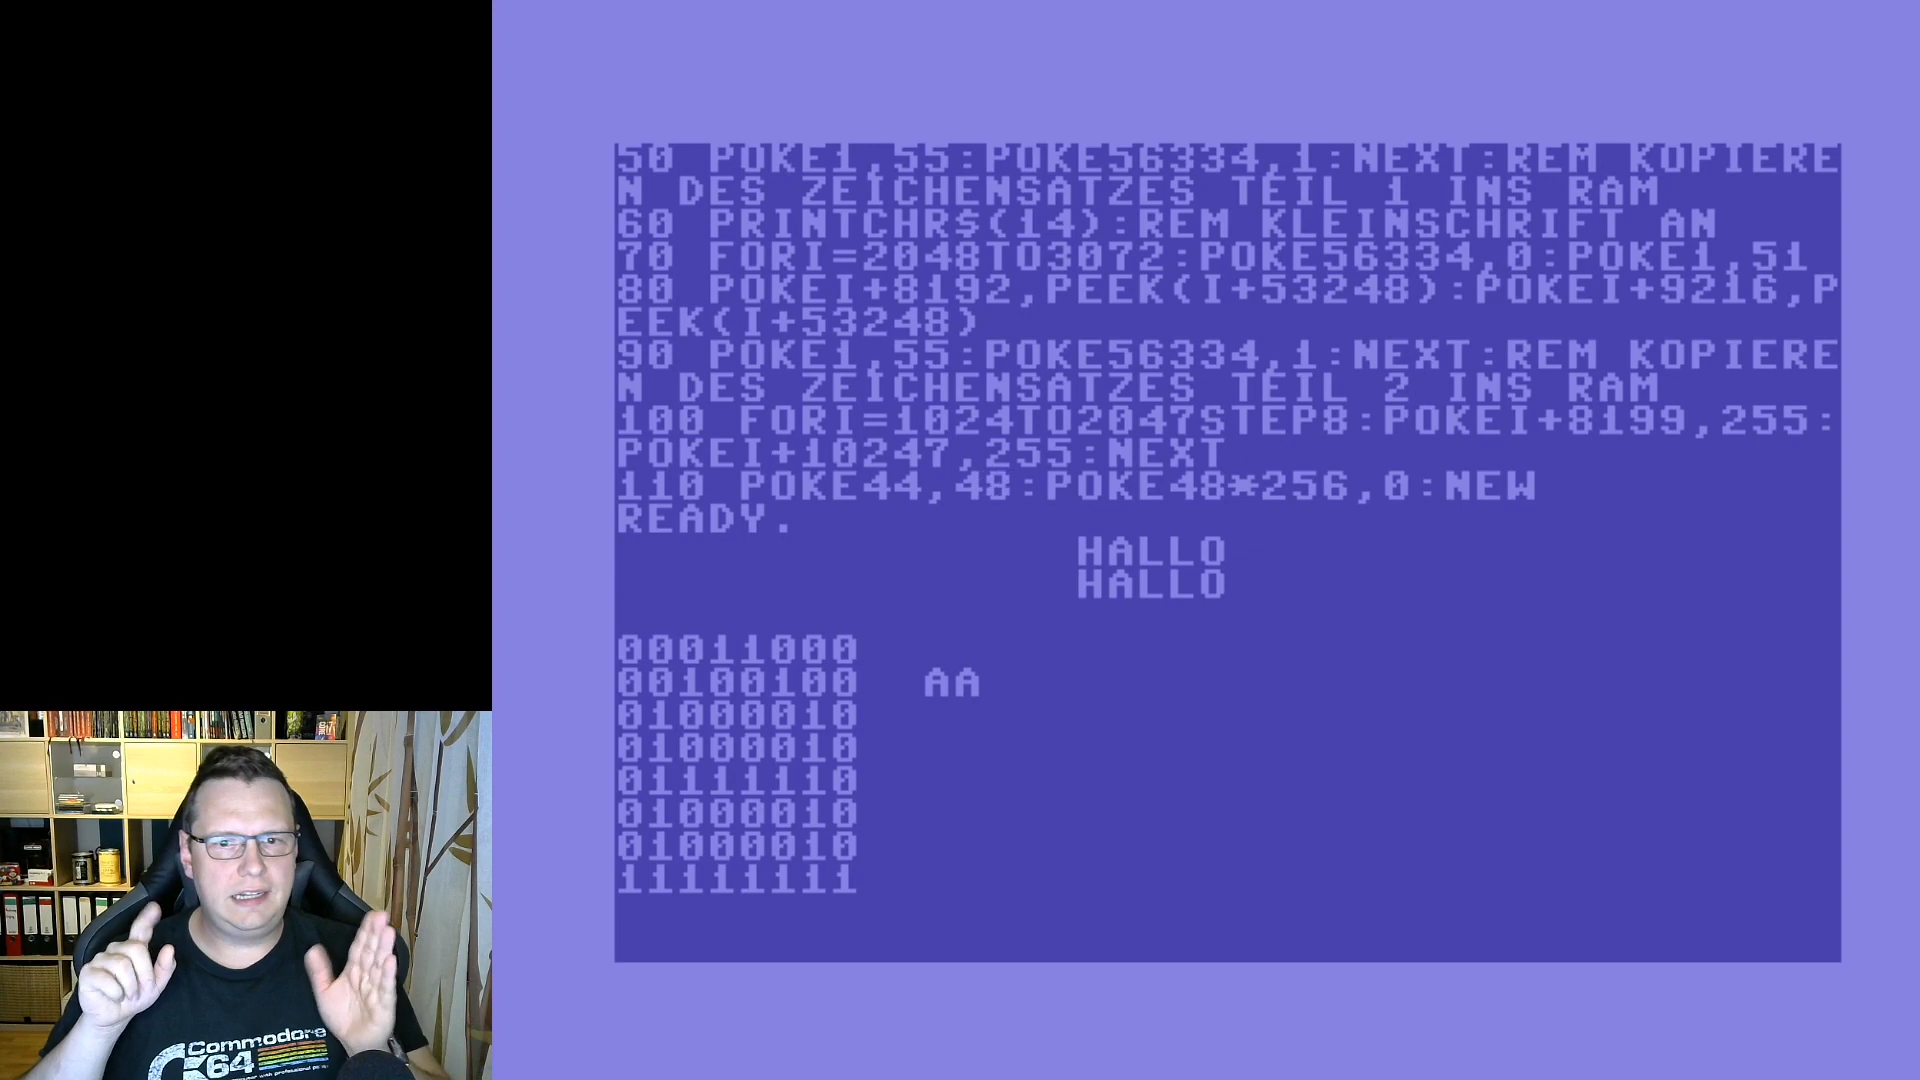 50 POKE1,55:POKE56334,1:NEXT:REM KOPIERE
N DES ZEICHENSATZES TEIL 1 INS RAM
60 PRINTCHR$(14):REM KLEINSCHRIFT AN
70 FORI=2048TO3072:POKE56334,0:POKE1,51
80 POKEI+8192,PEEK(I+53248):POKEI+9216,P
EEK(I+53248)
90 POKE1,55:POKE56334,1:NEXT:REM KOPIERE
N DES ZEICHENSATZES TEIL 2 INS RAM
100 FORI=1024TO2047STEP8:POKEI+8199,255:
POKEI+10247,255:NEXT
110 POKE44,48:POKE48*256,0:NEW
READY.
HALLO
HALLO
00011000
00100100 AA
01000010
01000010
01111110
01000010
01000010
11111111
Commodore
64